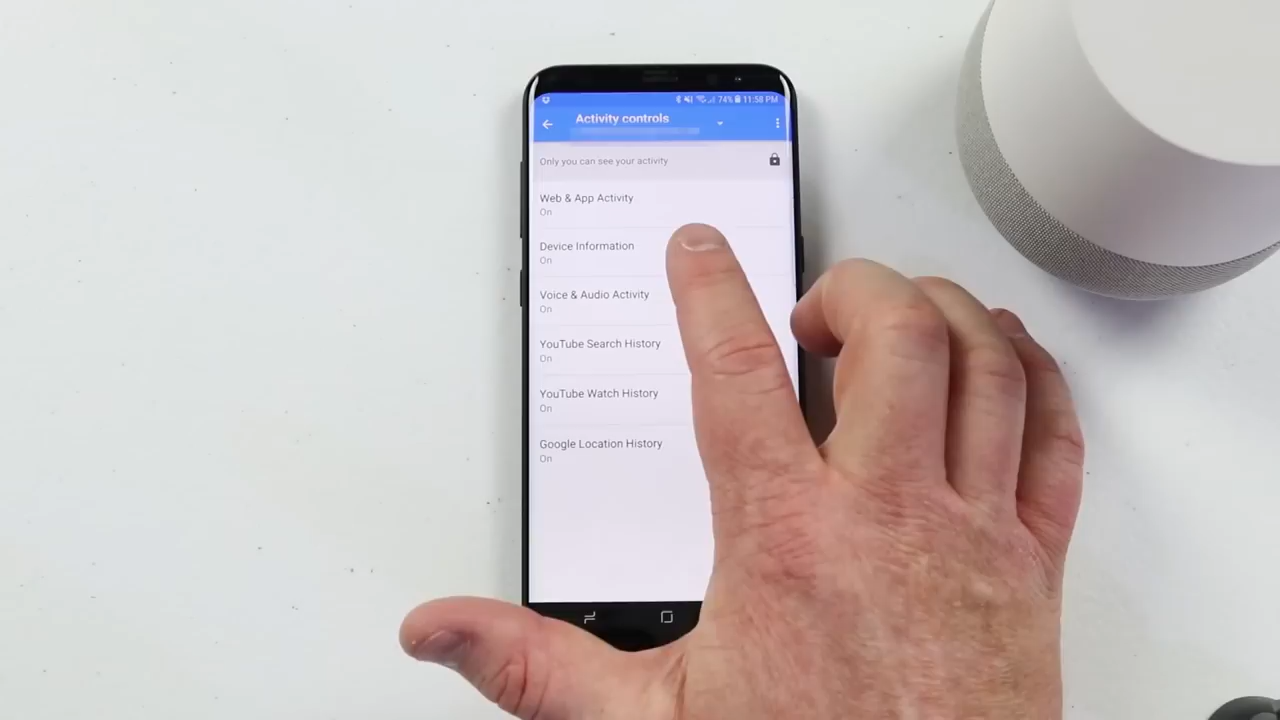 74% 11:58 PM
Activity controls
Only you can see your activity
Web & App Activity
On
Device Information
On
Voice & Audio Activity
On
YouTube Search History
On
YouTube Watch History
On
Google Location History
On